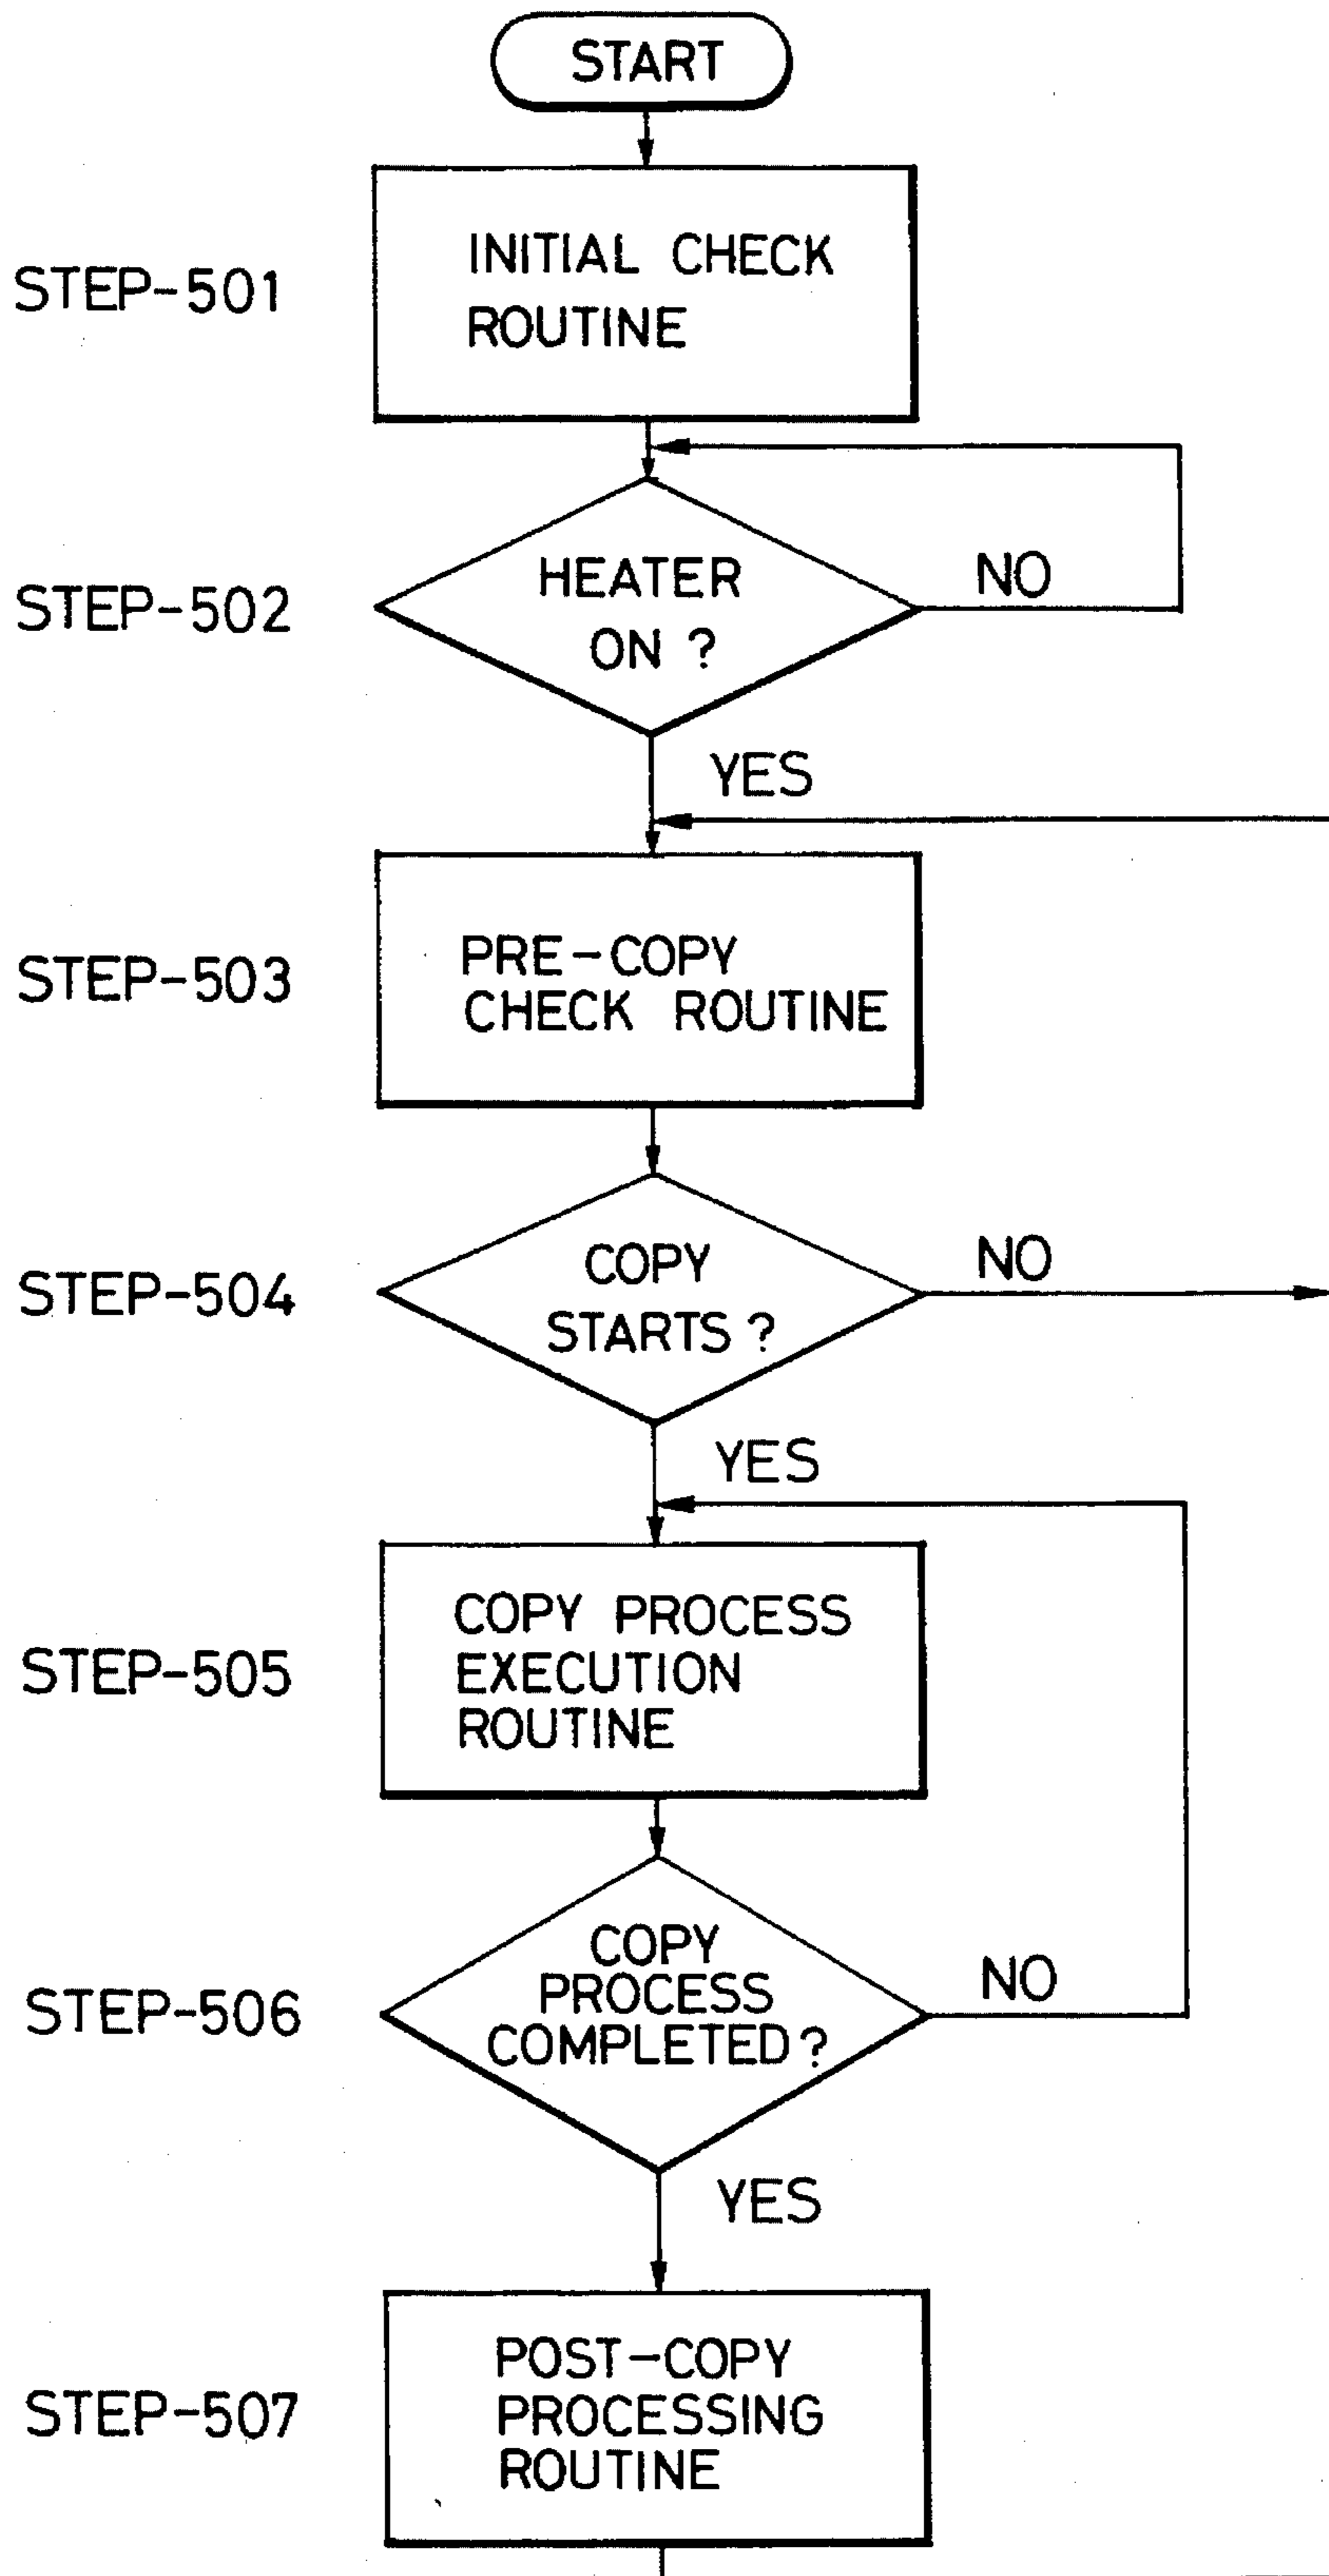 START
STEP-501
INITIAL CHECK
ROUTINE
STEP-502
HEATER
ON ?
NO
YES
STEP-503
PRE-COPY
CHECK ROUTINE
STEP-504
COPY
STARTS ?
NO
YES
STEP-505
COPY PROCESS
EXECUTION
ROUTINE
STEP-506
COPY
PROCESS
COMPLETED ?
NO
YES
STEP-507
POST-COPY
PROCESSING
ROUTINE